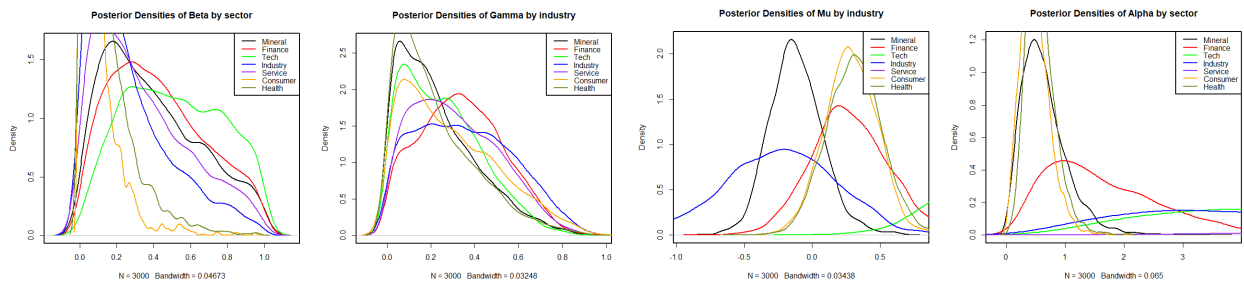 Posterior Densities of Beta by sector
Density
0.0 0.5 1.0 1.5
Mineral
Finance
Tech
Industry
Service
Consumer
Health
0.0 0.2 0.4 0.6 0.8 1.0
N = 3000 Bandwidth = 0.04673
Posterior Densities of Gamma by industry
Density
0.0 0.5 1.0 1.5 2.0 2.5
Mineral
Finance
Tech
Industry
Service
Consumer
Health
0.0 0.2 0.4 0.6 0.8 1.0
N = 3000 Bandwidth = 0.03248
Posterior Densities of Mu by industry
Density
0.0 0.5 1.0 1.5 2.0
Mineral
Finance
Tech
Industry
Service
Consumer
Health
-1.0 -0.5 0.0 0.5
N = 3000 Bandwidth = 0.03438
Posterior Densities of Alpha by sector
Density
0.0 0.2 0.4 0.6 0.8 1.0 1.2
Mineral
Finance
Tech
Industry
Service
Consumer
Health
0 1 2 3
N = 3000 Bandwidth = 0.065